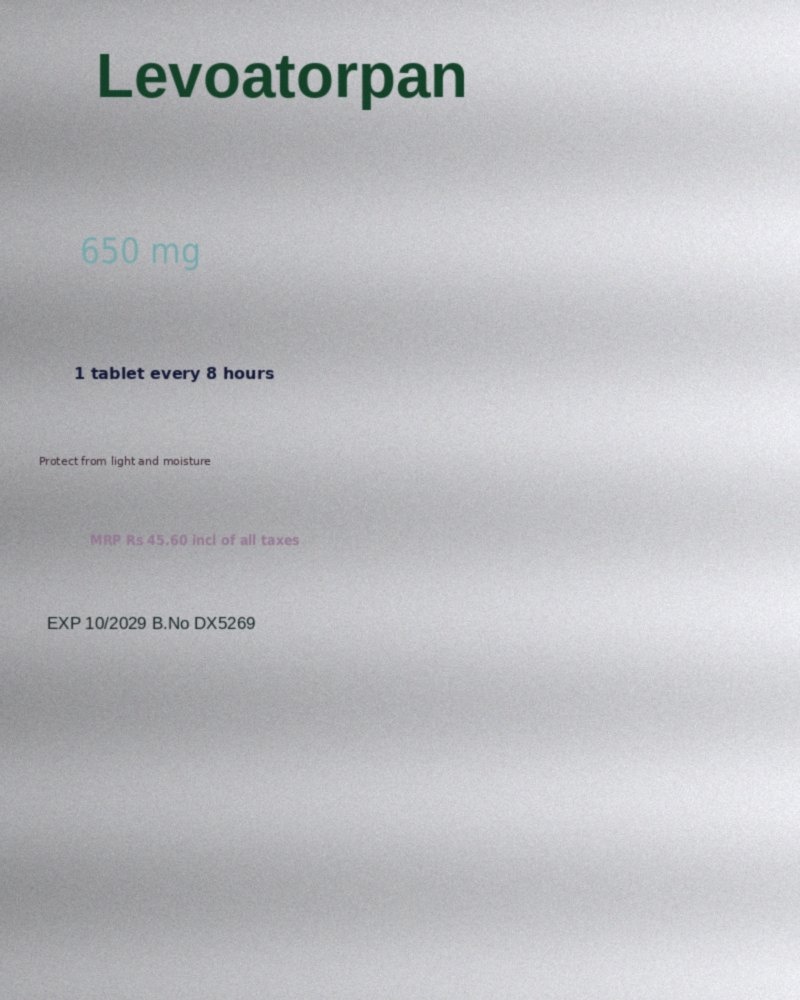 Levoatorpan
650 mg
1 tablet every 8 hours
Protect from light and moisture
MRP Rs 45.60 incl of all taxes
EXP 10/2029 B.No DX5269